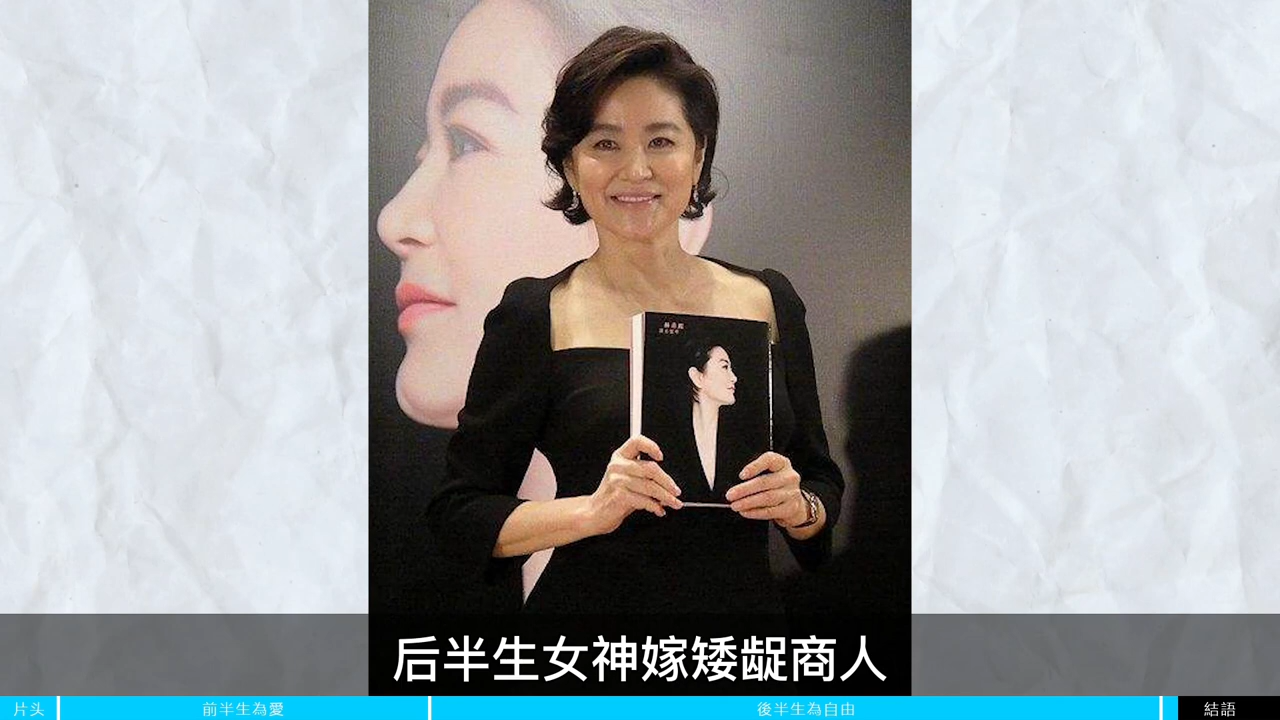 后半生女神嫁矮龊商人
片头
前半生為愛
後半生為自由
結語